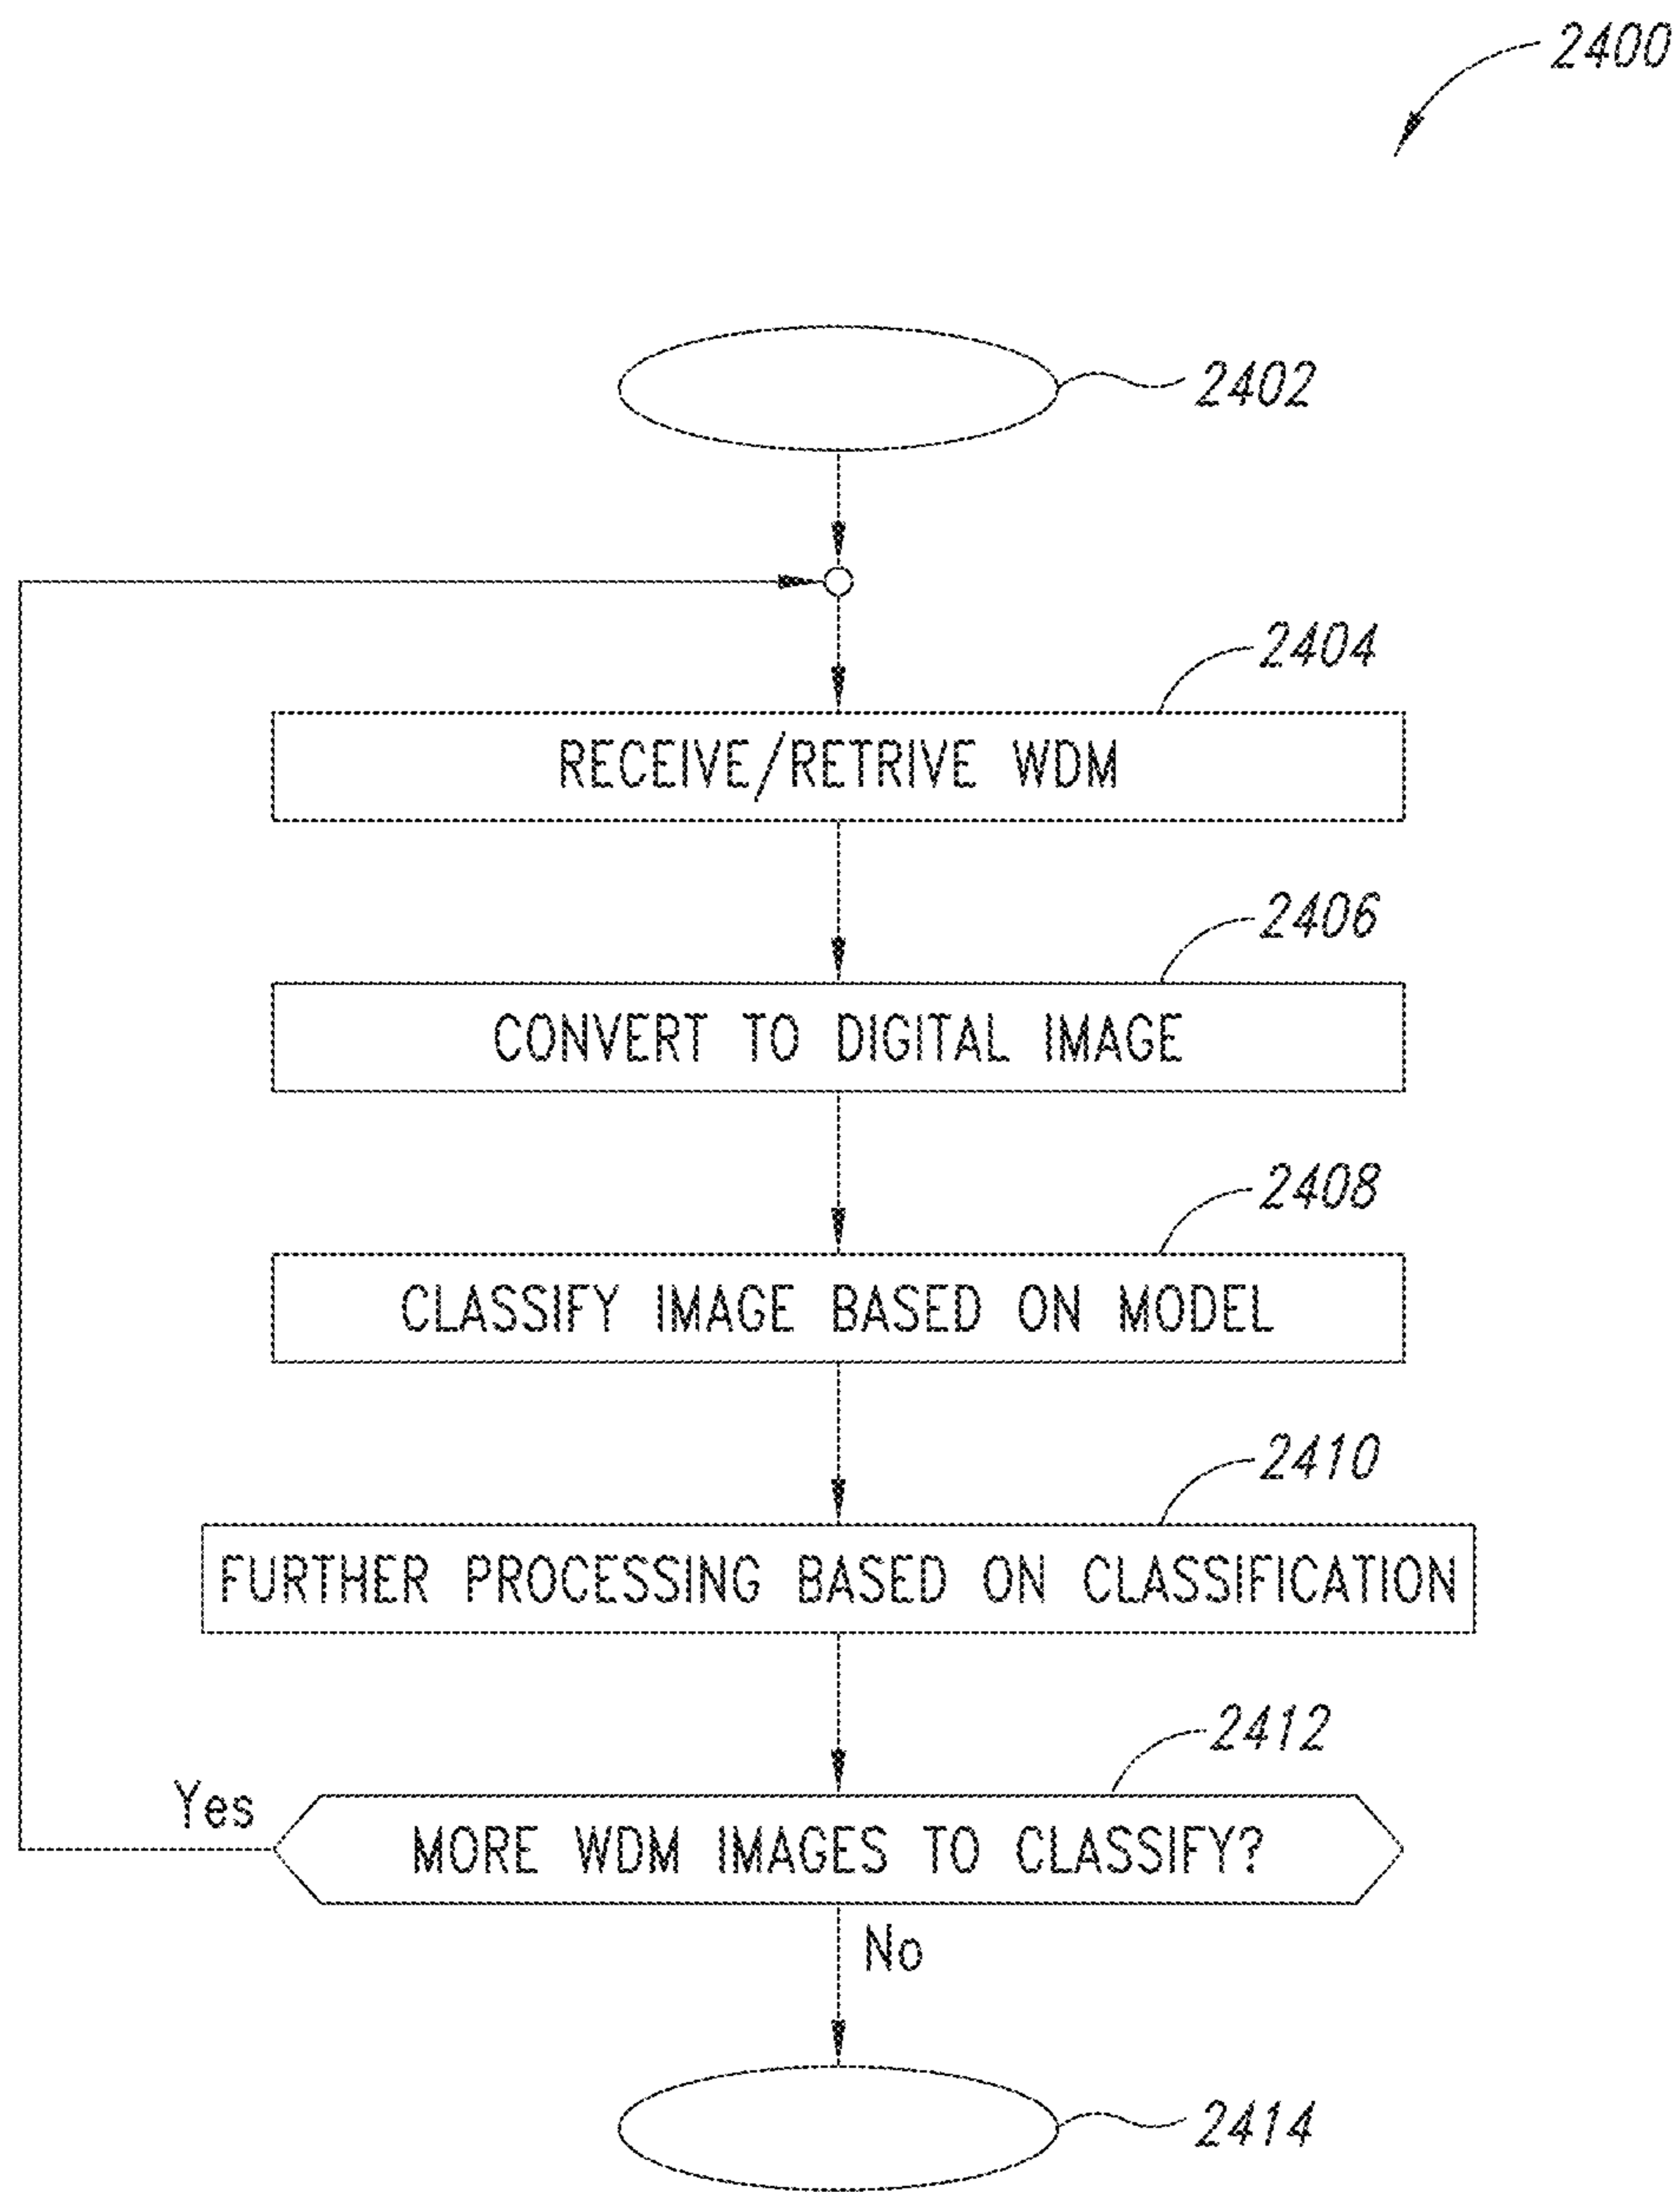 2400
2402
2404
RECEIVE/RETRIVE WDM
2406
CONVERT TO DIGITAL IMAGE
2408
CLASSIFY IMAGE BASED ON MODEL
2410
FURTHER PROCESSING BASED ON CLASSIFICATION
2412
Yes
MORE WDM IMAGES TO CLASSIFY?
No
2414